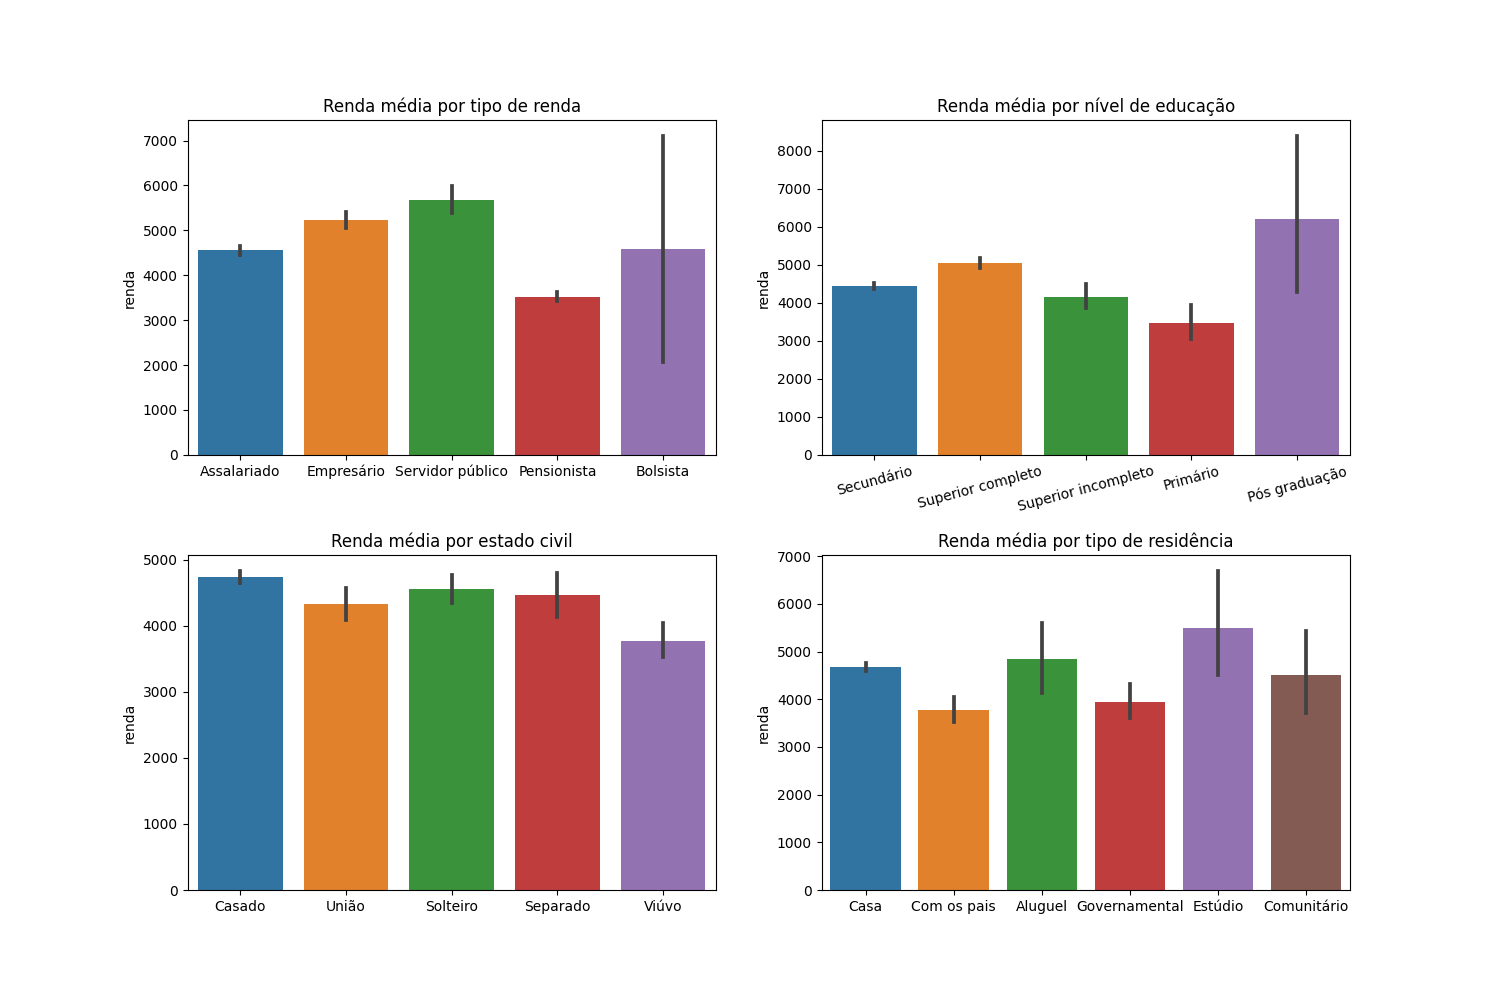 Renda média por tipo de renda
7000
6000
5000
4000
3000
2000
1000
0
renda
Assalariado Empresário Servidor público Pensionista Bolsista
Renda média por nível de educação
8000
7000
6000
5000
4000
3000
2000
1000
0
renda
Secundário Superior completo Superior incompleto Primário Pós graduação
Renda média por estado civil
5000
4000
3000
2000
1000
0
renda
Casado União Solteiro Separado Viúvo
Renda média por tipo de residência
7000
6000
5000
4000
3000
2000
1000
0
renda
Casa Com os pais Aluguel Governamental Estúdio Comunitário